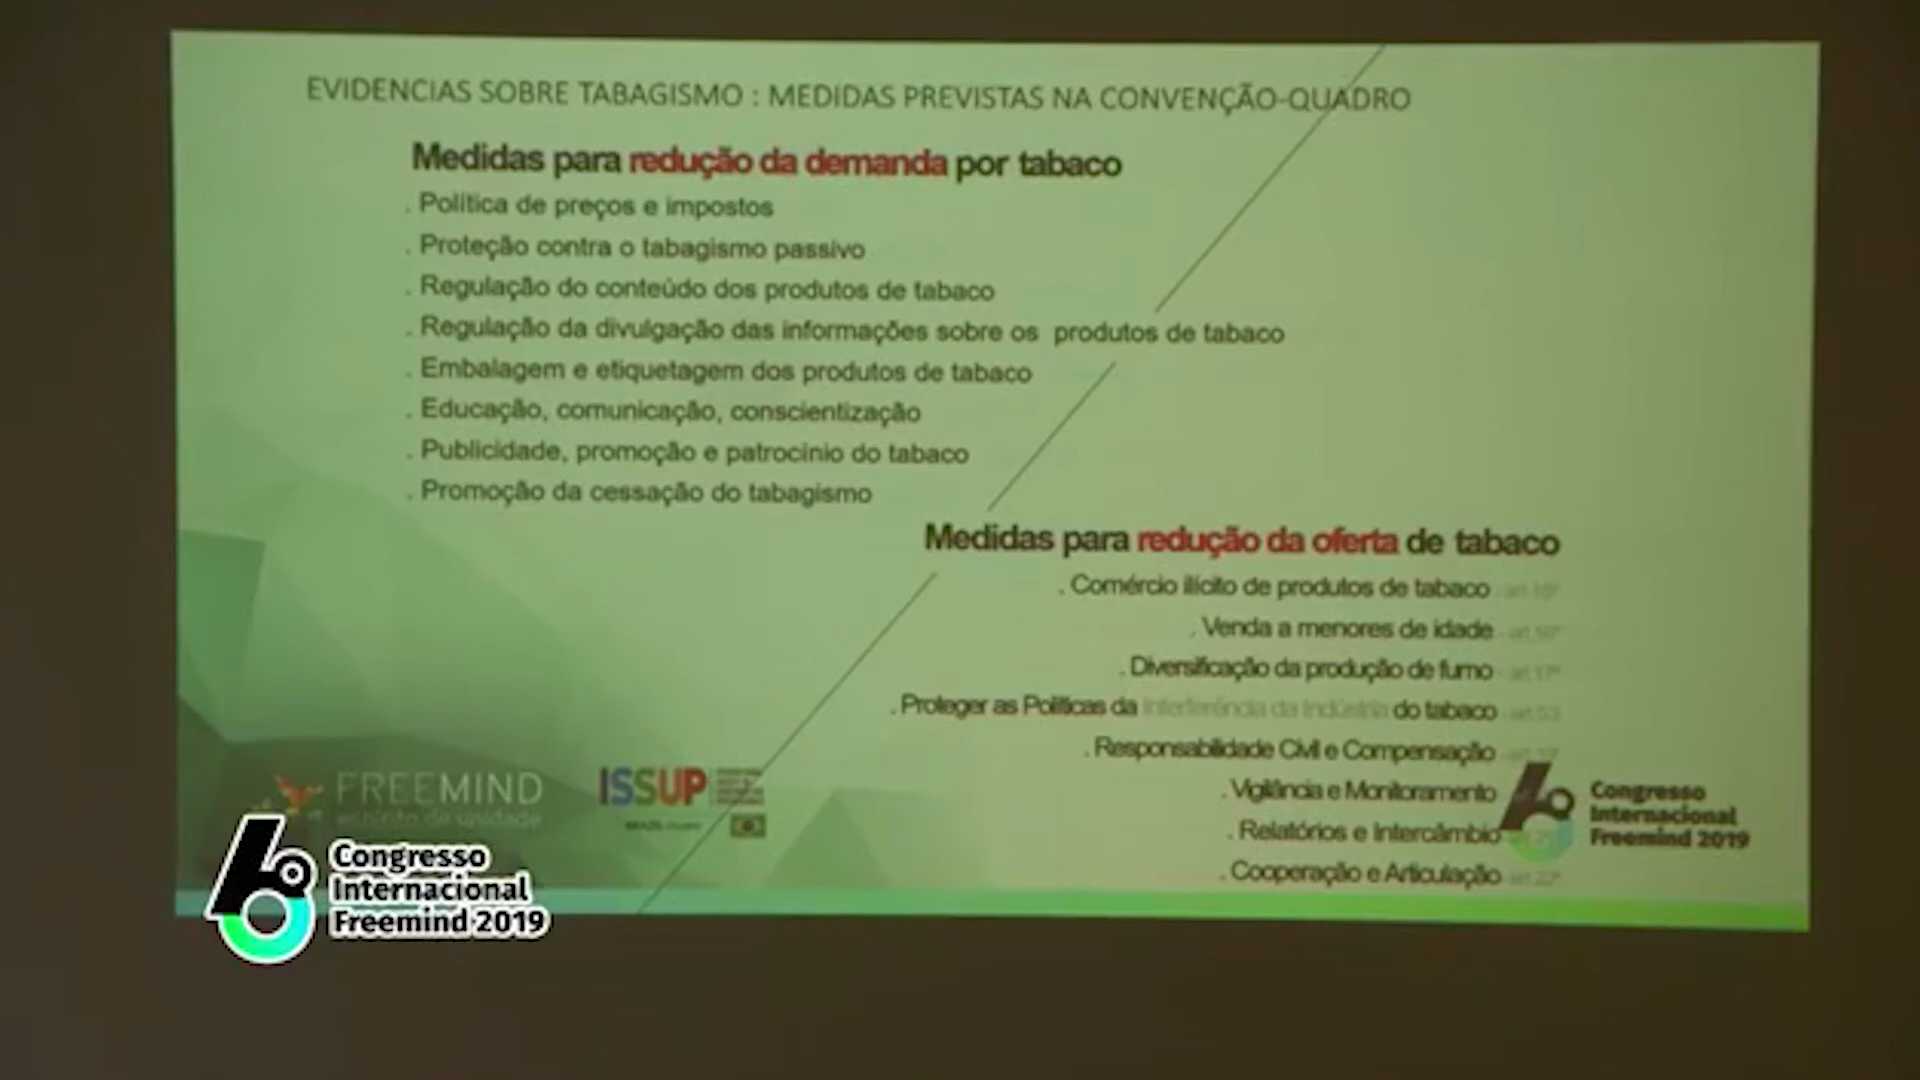 EVIDENCIAS SOBRE TABAGISMO : MEDIDAS PREVISTAS NA CONVENÇÃO-QUADRO
Medidas para redução da demanda por tabaco
. Política de preços e impostos
. Proteção contra o tabagismo passivo
. Regulação do conteúdo dos produtos de tabaco
. Regulação da divulgação das informações sobre os produtos de tabaco
. Embalagem e etiquetagem dos produtos de tabaco
. Educação, comunicação, conscientização
. Publicidade, promoção e patrocínio do tabaco
. Promoção da cessação do tabagismo
Medidas para redução da oferta de tabaco
. Comércio ilícito de produtos de tabaco
. Venda a menores de idade
. Diversificação da produção de fumo - art 17º
. Proteger as Políticas da Interferência da Indústria do tabaco
. Responsabilidade Civil e Compensação
. Vigilância e Monitoramento
. Relatórios e Intercâmbio
. Cooperação e Articulação
FREEMIND
espírito de unidade
ISSUP
Congresso
Internacional
Freemind 2019
Congresso
Internacional
Freemind 2019